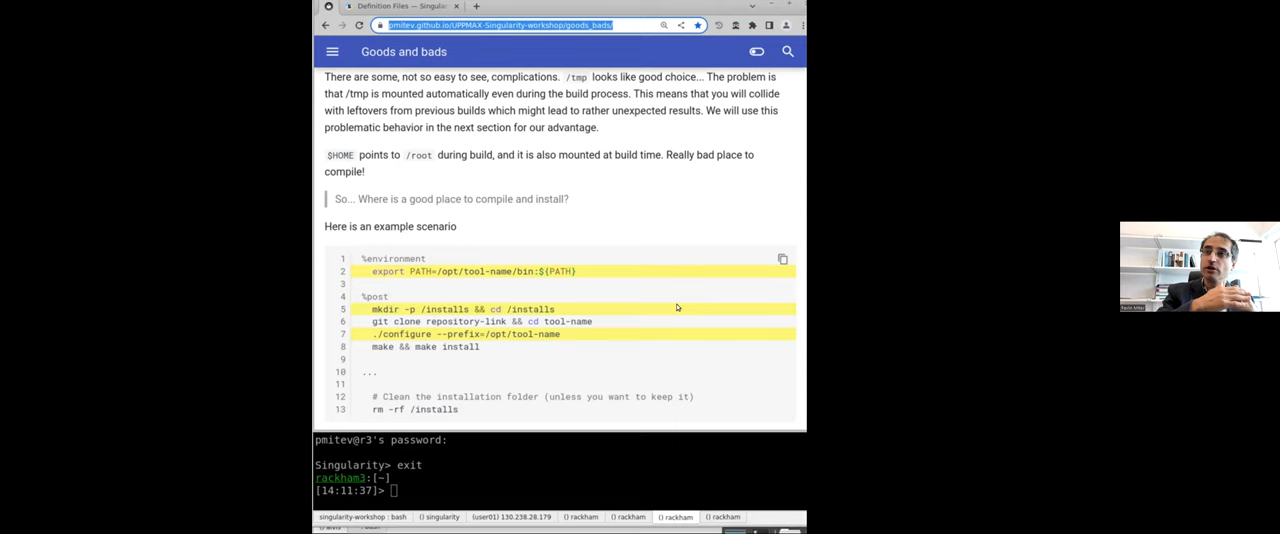 Definition Files — Singular
pmitev.github.io/UPPMAX-Singularity-workshop/goods_bads/
Goods and bads
There are some, not so easy to see, complications. /tmp looks like good choice... The problem is
that /tmp is mounted automatically even during the build process. This means that you will collide
with leftovers from previous builds which might lead to rather unexpected results. We will use this
problematic behavior in the next section for our advantage.
$HOME points to /root during build, and it is also mounted at build time. Really bad place to
compile!
So... Where is a good place to compile and install?
Here is an example scenario
1 %environment
2 export PATH=/opt/tool-name/bin:${PATH}
3
4 %post
5 mkdir -p /installs && cd /installs
6 git clone repository-link && cd tool-name
7 ./configure --prefix=/opt/tool-name
8 make && make install
9
10 ...
11
12 # Clean the installation folder (unless you want to keep it)
13 rm -rf /installs
pmitev@r3's password:
Singularity> exit
rackham3:[~]
[14:11:37]>
singularity-workshop : bash () singularity (user01) 130.238.28.179 () rackham () rackham () rackham () rackham